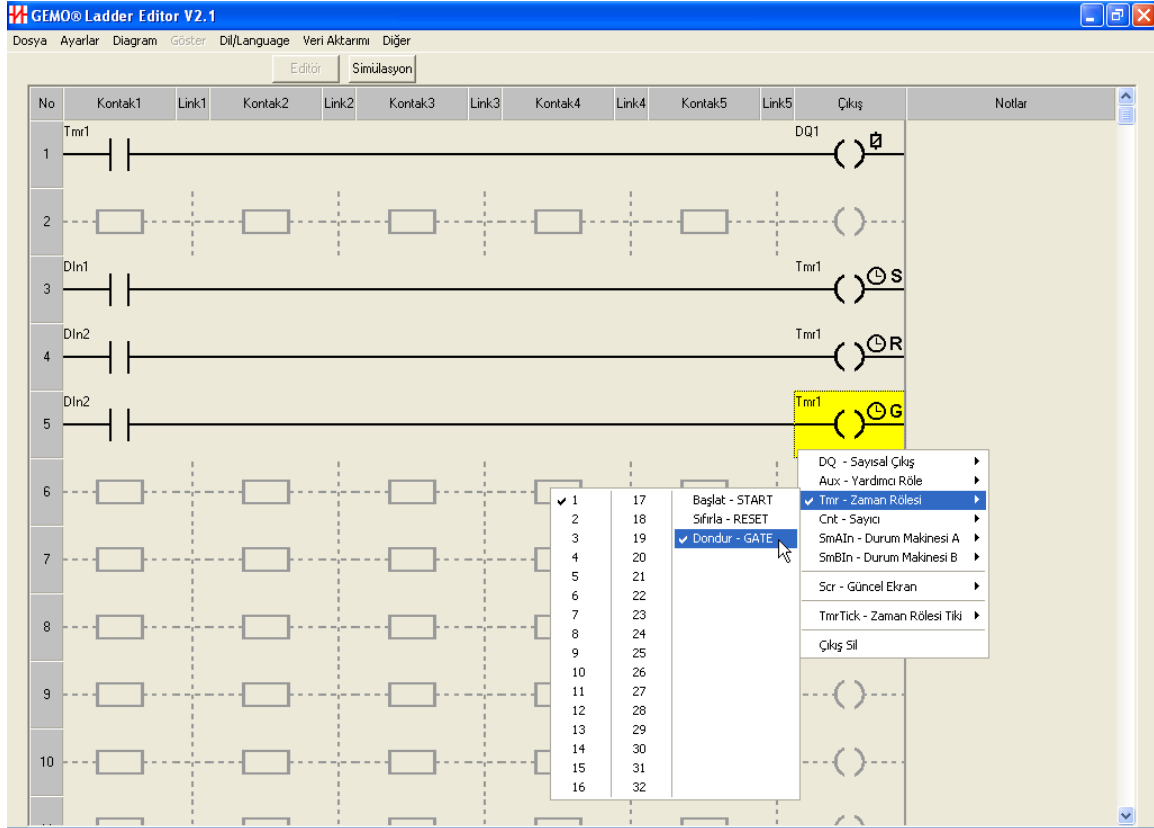 GEMO® Ladder Editor V2.1
Dosya Ayarlar Diagram Göster Dil/Language Veri Aktarımı Diğer
Editör Simülasyon
No Kontak1 Link1 Kontak2 Link2 Kontak3 Link3 Kontak4 Link4 Kontak5 Link5 Çıkış Notlar
Tmr1 DQ1
1
2
DIn1 Tmr1
3 S
DIn2 Tmr1
4 R
DIn2 Tmr1
5 G
DQ - Sayısal Çıkış
Aux - Yardımcı Röle
Tmr - Zaman Rölesi
Cnt - Sayıcı
SmAIn - Durum Makinesi A
SmBIn - Durum Makinesi B
Scr - Güncel Ekran
TmrTick - Zaman Rölesi Tiki
Çıkış Sil
6
7
8
9
10
1 17 Başlat - START
2 18 Sıfırla - RESET
3 19 Dondur - GATE
4 20
5 21
6 22
7 23
8 24
9 25
10 26
11 27
12 28
13 29
14 30
15 31
16 32